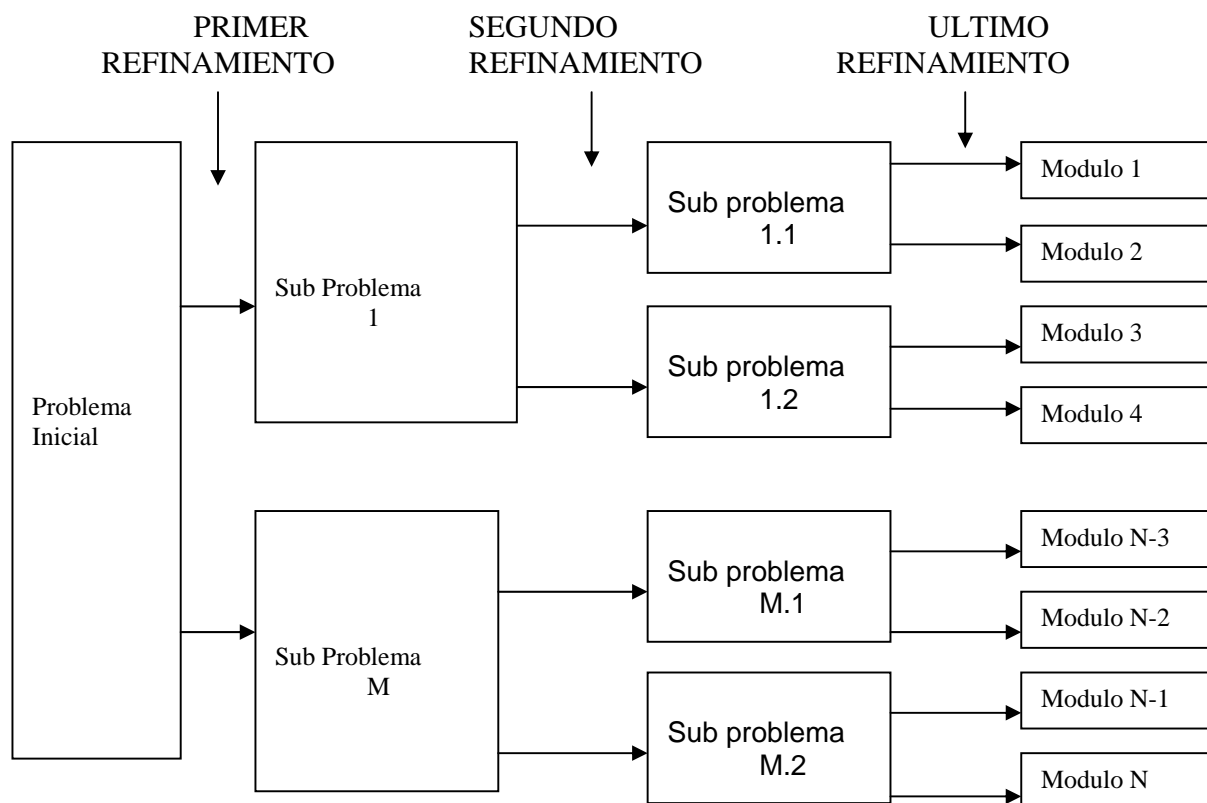 PRIMER
REFINAMIENTO
SEGUNDO
REFINAMIENTO
ULTIMO
REFINAMIENTO
Problema
Inicial
Sub Problema
1
Sub problema
1.1
Modulo 1
Modulo 2
Sub problema
1.2
Modulo 3
Modulo 4
Sub Problema
M
Sub problema
M.1
Modulo N-3
Modulo N-2
Sub problema
M.2
Modulo N-1
Modulo N